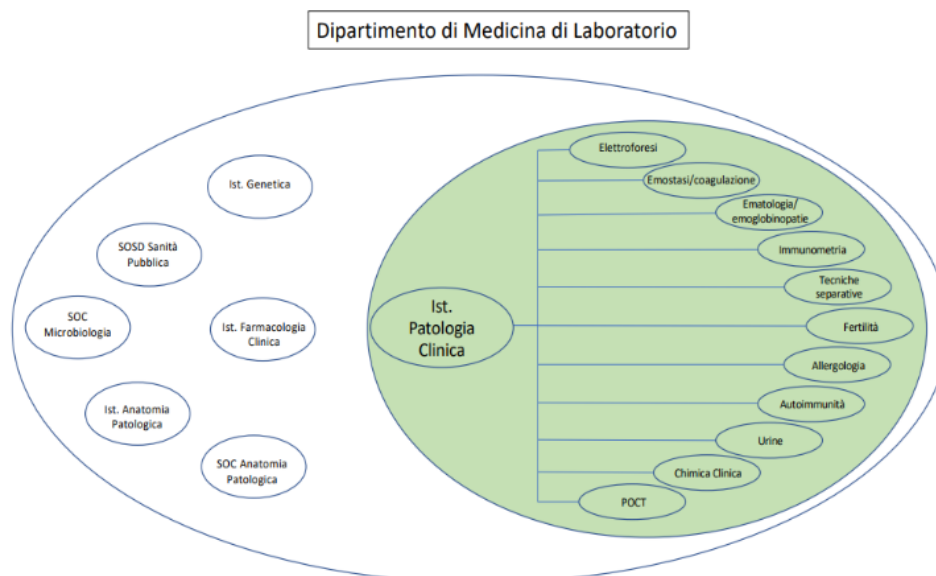 Dipartimento di Medicina di Laboratorio
Ist. Genetica
SOSD Sanità
Pubblica
SOC
Microbiologia
Ist. Farmacologia
Clinica
Ist. Anatomia
Patologica
SOC Anatomia
Patologica
Ist.
Patologia
Clinica
Elettroforesi
Emostasi/coagulazione
Ematologia/
emoglobinopatie
Immunometria
Tecniche
separative
Fertilità
Allergologia
Autoimmunità
Urine
Chimica Clinica
POCT